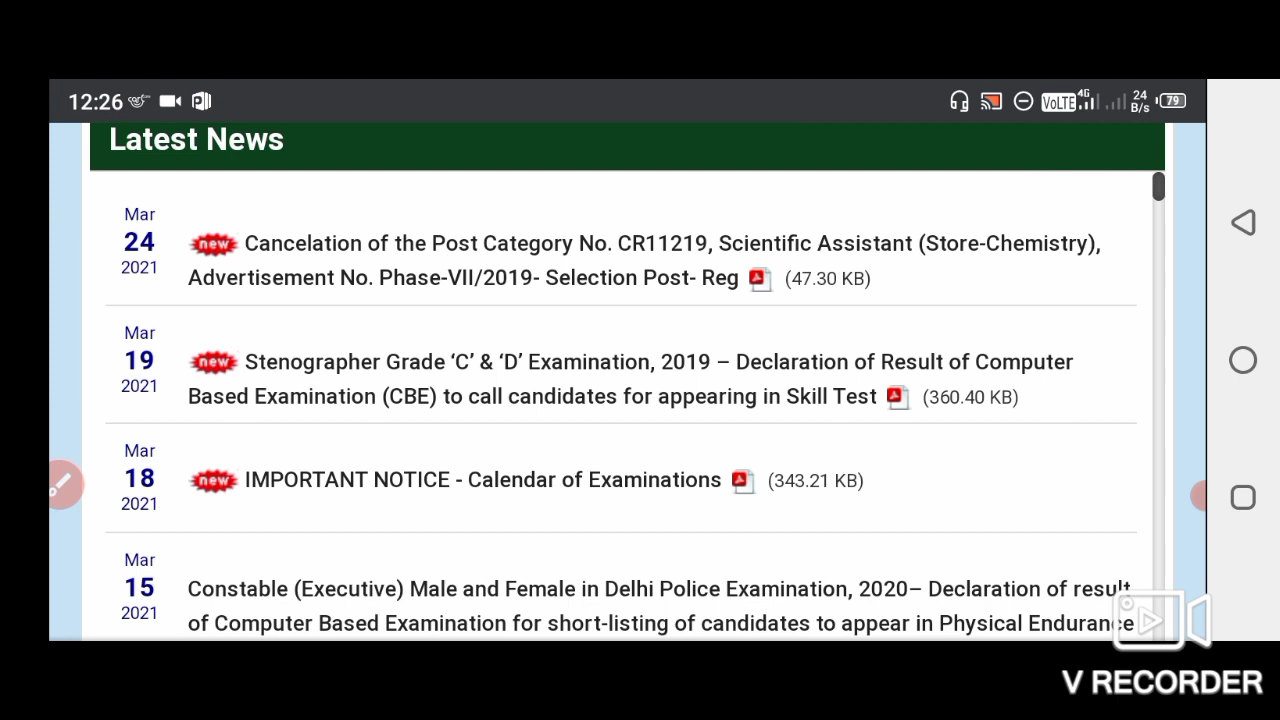 12:26 VoLTE 4G 24 B/s 79
Latest News
Mar
24
2021
new Cancelation of the Post Category No. CR11219, Scientific Assistant (Store-Chemistry),
Advertisement No. Phase-VII/2019- Selection Post- Reg (47.30 KB)
Mar
19
2021
new Stenographer Grade ‘C’ & ‘D’ Examination, 2019 – Declaration of Result of Computer
Based Examination (CBE) to call candidates for appearing in Skill Test (360.40 KB)
Mar
18
2021
new IMPORTANT NOTICE - Calendar of Examinations (343.21 KB)
Mar
15
2021
Constable (Executive) Male and Female in Delhi Police Examination, 2020– Declaration of result
of Computer Based Examination for short-listing of candidates to appear in Physical Endurance
V RECORDER